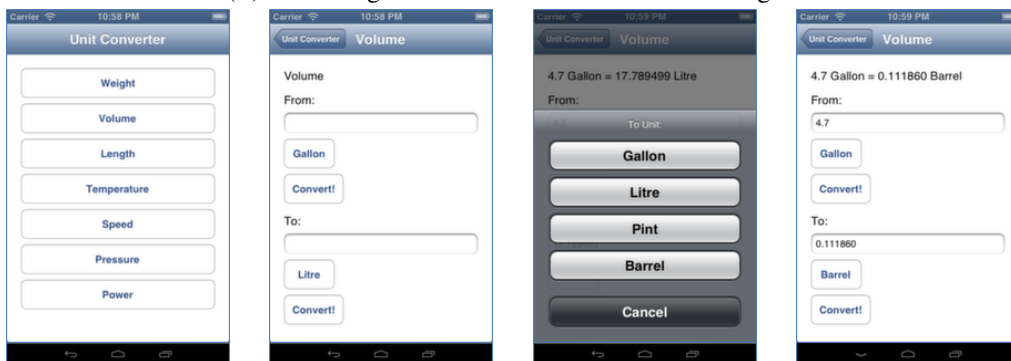 Carrier 10:58 PM
Unit Converter
Weight
Volume
Length
Temperature
Speed
Pressure
Power
Carrier 10:58 PM
Unit Converter Volume
Volume
From:
Gallon
Convert!
To:
Litre
Convert!
Carrier 10:59 PM
Unit Converter Volume
4.7 Gallon = 17.789499 Litre
From:
4.7
To Unit:
Gallon
Litre
Pint
Barrel
Cancel
Carrier 10:59 PM
Unit Converter Volume
4.7 Gallon = 0.111860 Barrel
From:
4.7
Gallon
Convert!
To:
0.111860
Barrel
Convert!